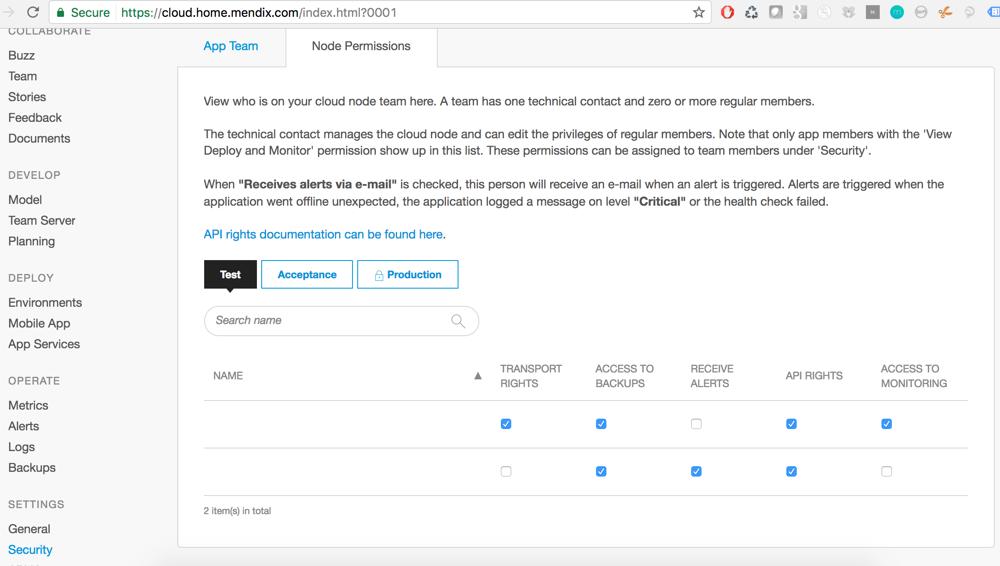 Secure https://cloud.home.mendix.com/index.html?0001
COLLABORATE
Buzz
Team
Stories
Feedback
Documents
DEVELOP
Model
Team Server
Planning
DEPLOY
Environments
Mobile App
App Services
OPERATE
Metrics
Alerts
Logs
Backups
SETTINGS
General
Security
App Team
Node Permissions
View who is on your cloud node team here. A team has one technical contact and zero or more regular members.
The technical contact manages the cloud node and can edit the privileges of regular members. Note that only app members with the 'View
Deploy and Monitor' permission show up in this list. These permissions can be assigned to team members under 'Security'.
When "Receives alerts via e-mail" is checked, this person will receive an e-mail when an alert is triggered. Alerts are triggered when the
application went offline unexpected, the application logged a message on level "Critical" or the health check failed.
API rights documentation can be found here.
Test
Acceptance
Production
Search name
NAME
TRANSPORT
RIGHTS
ACCESS TO
BACKUPS
RECEIVE
ALERTS
API RIGHTS
ACCESS TO
MONITORING
2 item(s) in total